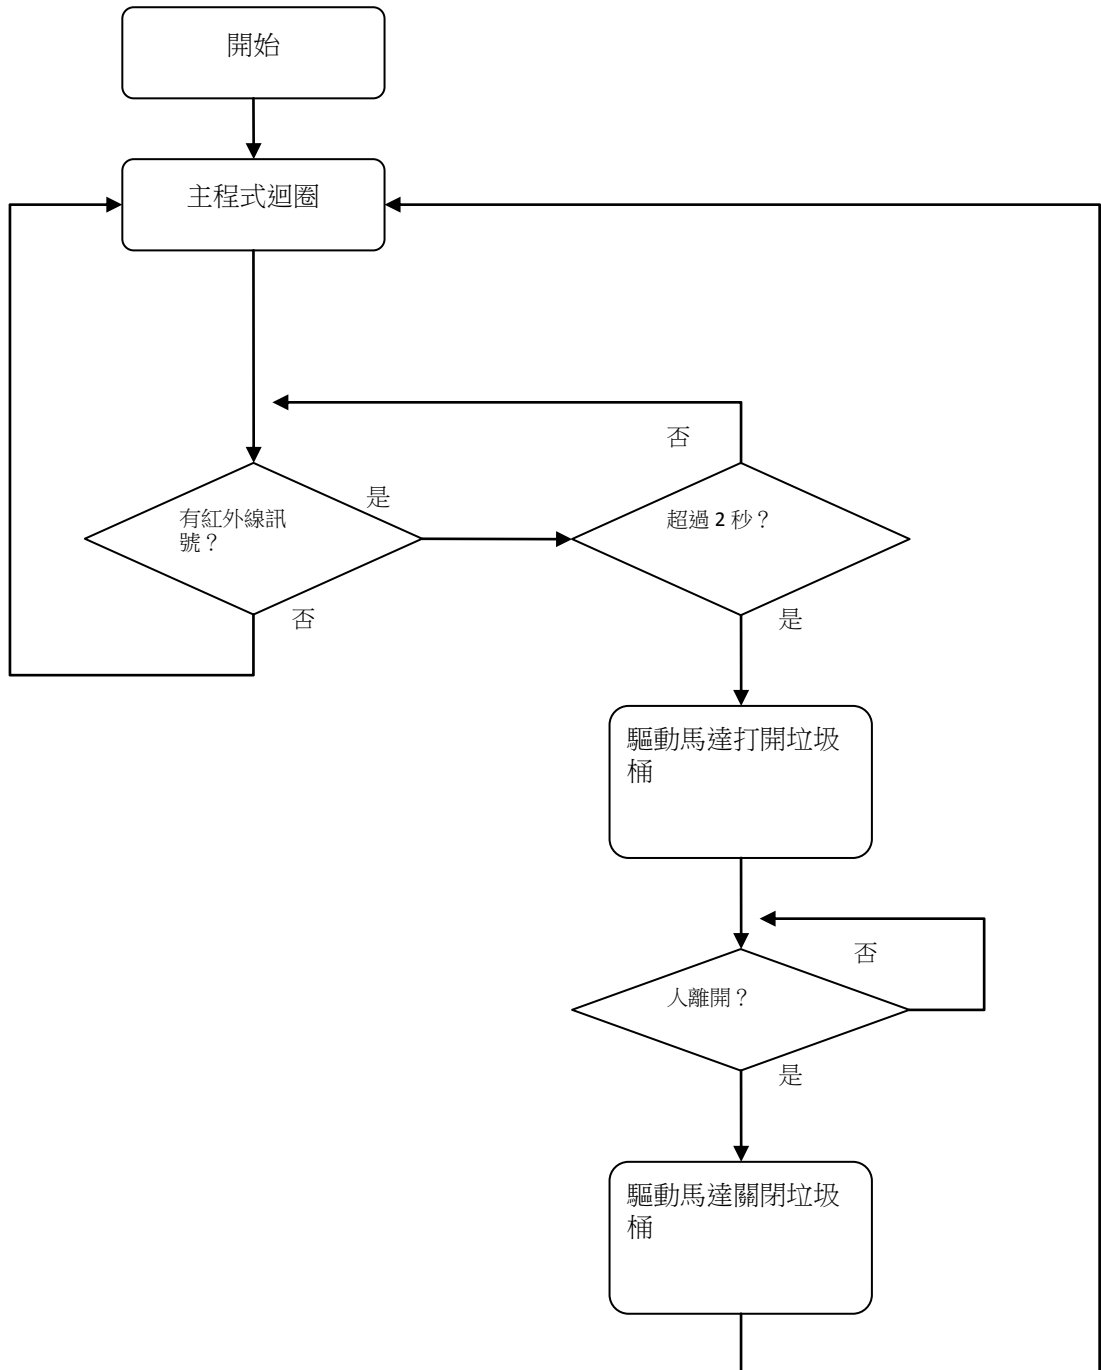 開始
主程式迴圈
否
是
有紅外線訊
號？
超過 2 秒？
否
是
驅動馬達打開垃圾
桶
否
人離開？
是
驅動馬達關閉垃圾
桶